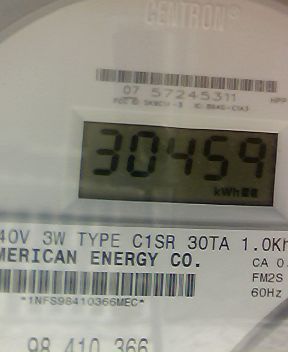 CENTRON®
07 57245311
HPP
30459
kWh
40V 3W TYPE C1SR 30TA 1.0Kh
MERICAN ENERGY CO.
CA 0.
FM2S
60Hz
*1NFS98410366MEC*
98 410 366